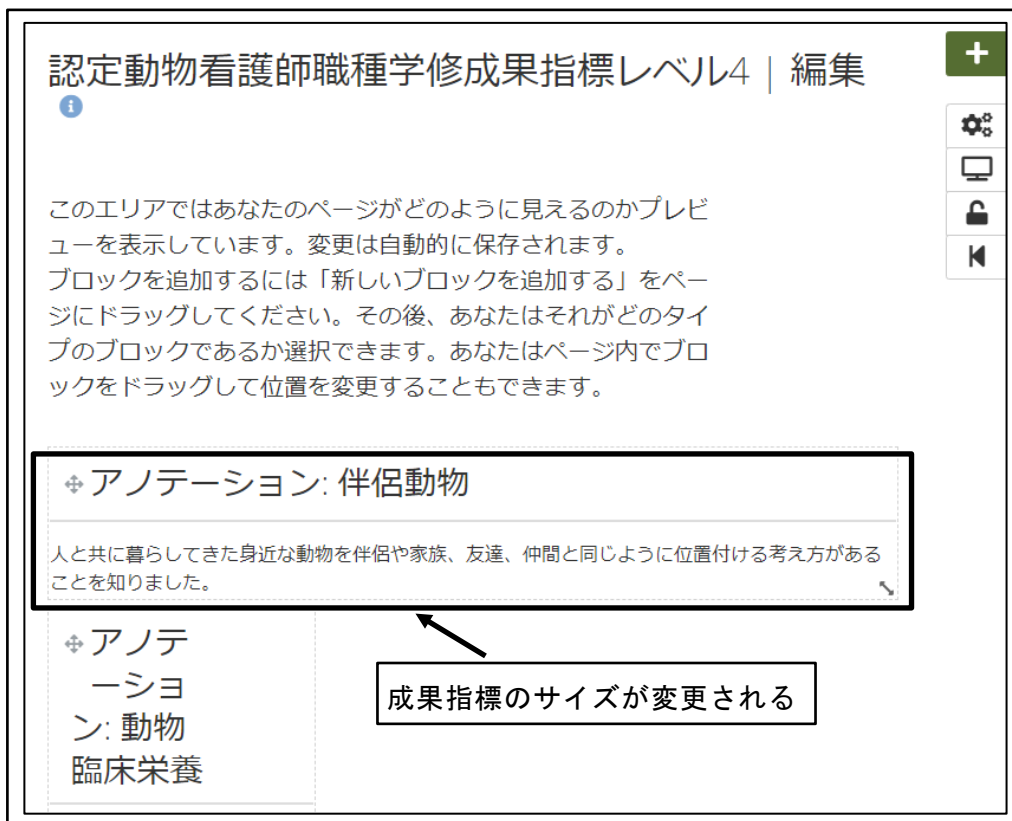 認定動物看護師職種学修成果指標レベル4 | 編集
このエリアではあなたのページがどのように見えるのかプレビ
ューを表示しています。変更は自動的に保存されます。
ブロックを追加するには「新しいブロックを追加する」をペー
ジにドラッグしてください。その後、あなたはそれがどのタイ
プのブロックであるか選択できます。あなたはページ内でブロ
ックをドラッグして位置を変更することもできます。
アノテーション: 伴侶動物
人と共に暮らしてきた身近な動物を伴侶や家族、友達、仲間と同じように位置付ける考え方がある
ことを知りました。
アノテ
ーショ
ン: 動物
臨床栄養
成果指標のサイズが変更される